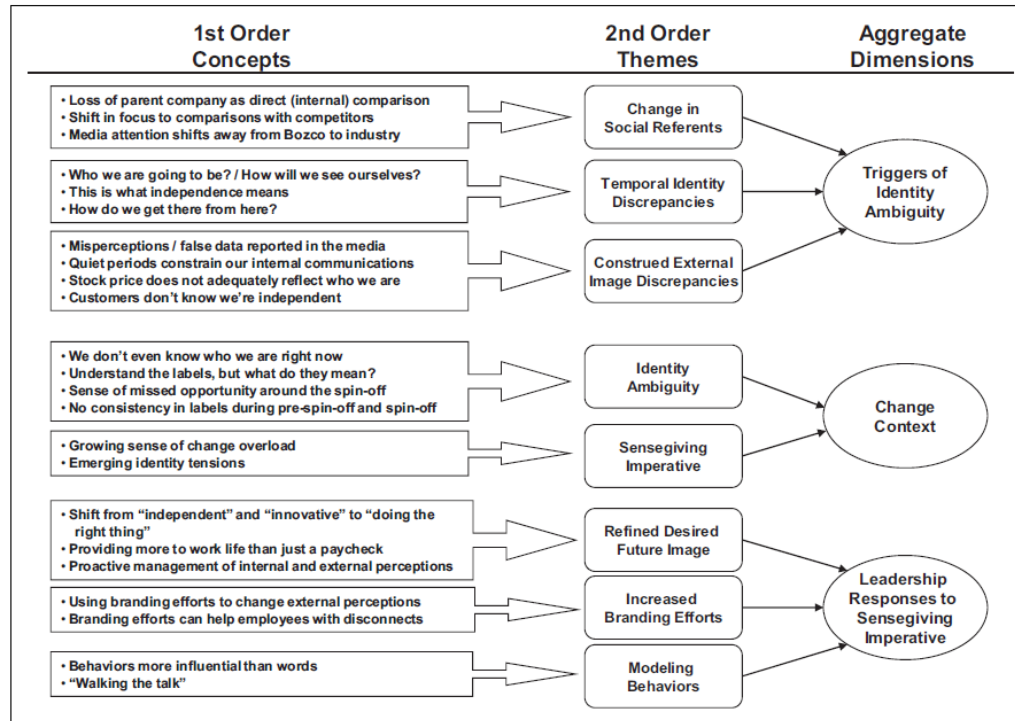 1st Order
Concepts
2nd Order
Themes
Aggregate
Dimensions
• Loss of parent company as direct (internal) comparison
• Shift in focus to comparisons with competitors
• Media attention shifts away from Bozco to industry
Change in
Social Referents
• Who we are going to be? / How will we see ourselves?
• This is what independence means
• How do we get there from here?
Temporal Identity
Discrepancies
Triggers of
Identity
Ambiguity
• Misperceptions / false data reported in the media
• Quiet periods constrain our internal communications
• Stock price does not adequately reflect who we are
• Customers don't know we're independent
Construed External
Image Discrepancies
• We don't even know who we are right now
• Understand the labels, but what do they mean?
• Sense of missed opportunity around the spin-off
• No consistency in labels during pre-spin-off and spin-off
Identity
Ambiguity
Change
Context
• Growing sense of change overload
• Emerging identity tensions
Sensegiving
Imperative
• Shift from “independent” and “innovative” to “doing the
right thing”
• Providing more to work life than just a paycheck
• Proactive management of internal and external perceptions
Refined Desired
Future Image
• Using branding efforts to change external perceptions
• Branding efforts can help employees with disconnects
Increased
Branding Efforts
Leadership
Responses to
Sensegiving
Imperative
• Behaviors more influential than words
• “Walking the talk”
Modeling
Behaviors